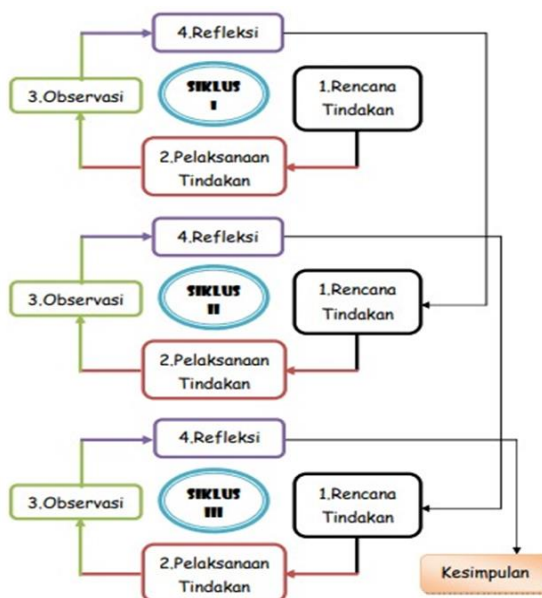 4.Refleksi
SIKLUS
I
1.Rencana
Tindakan
3.Observasi
2.Pelaksanaan
Tindakan
4.Refleksi
SIKLUS
II
1.Rencana
Tindakan
3.Observasi
2.Pelaksanaan
Tindakan
4.Refleksi
SIKLUS
III
1.Rencana
Tindakan
3.Observasi
2.Pelaksanaan
Tindakan
Kesimpulan